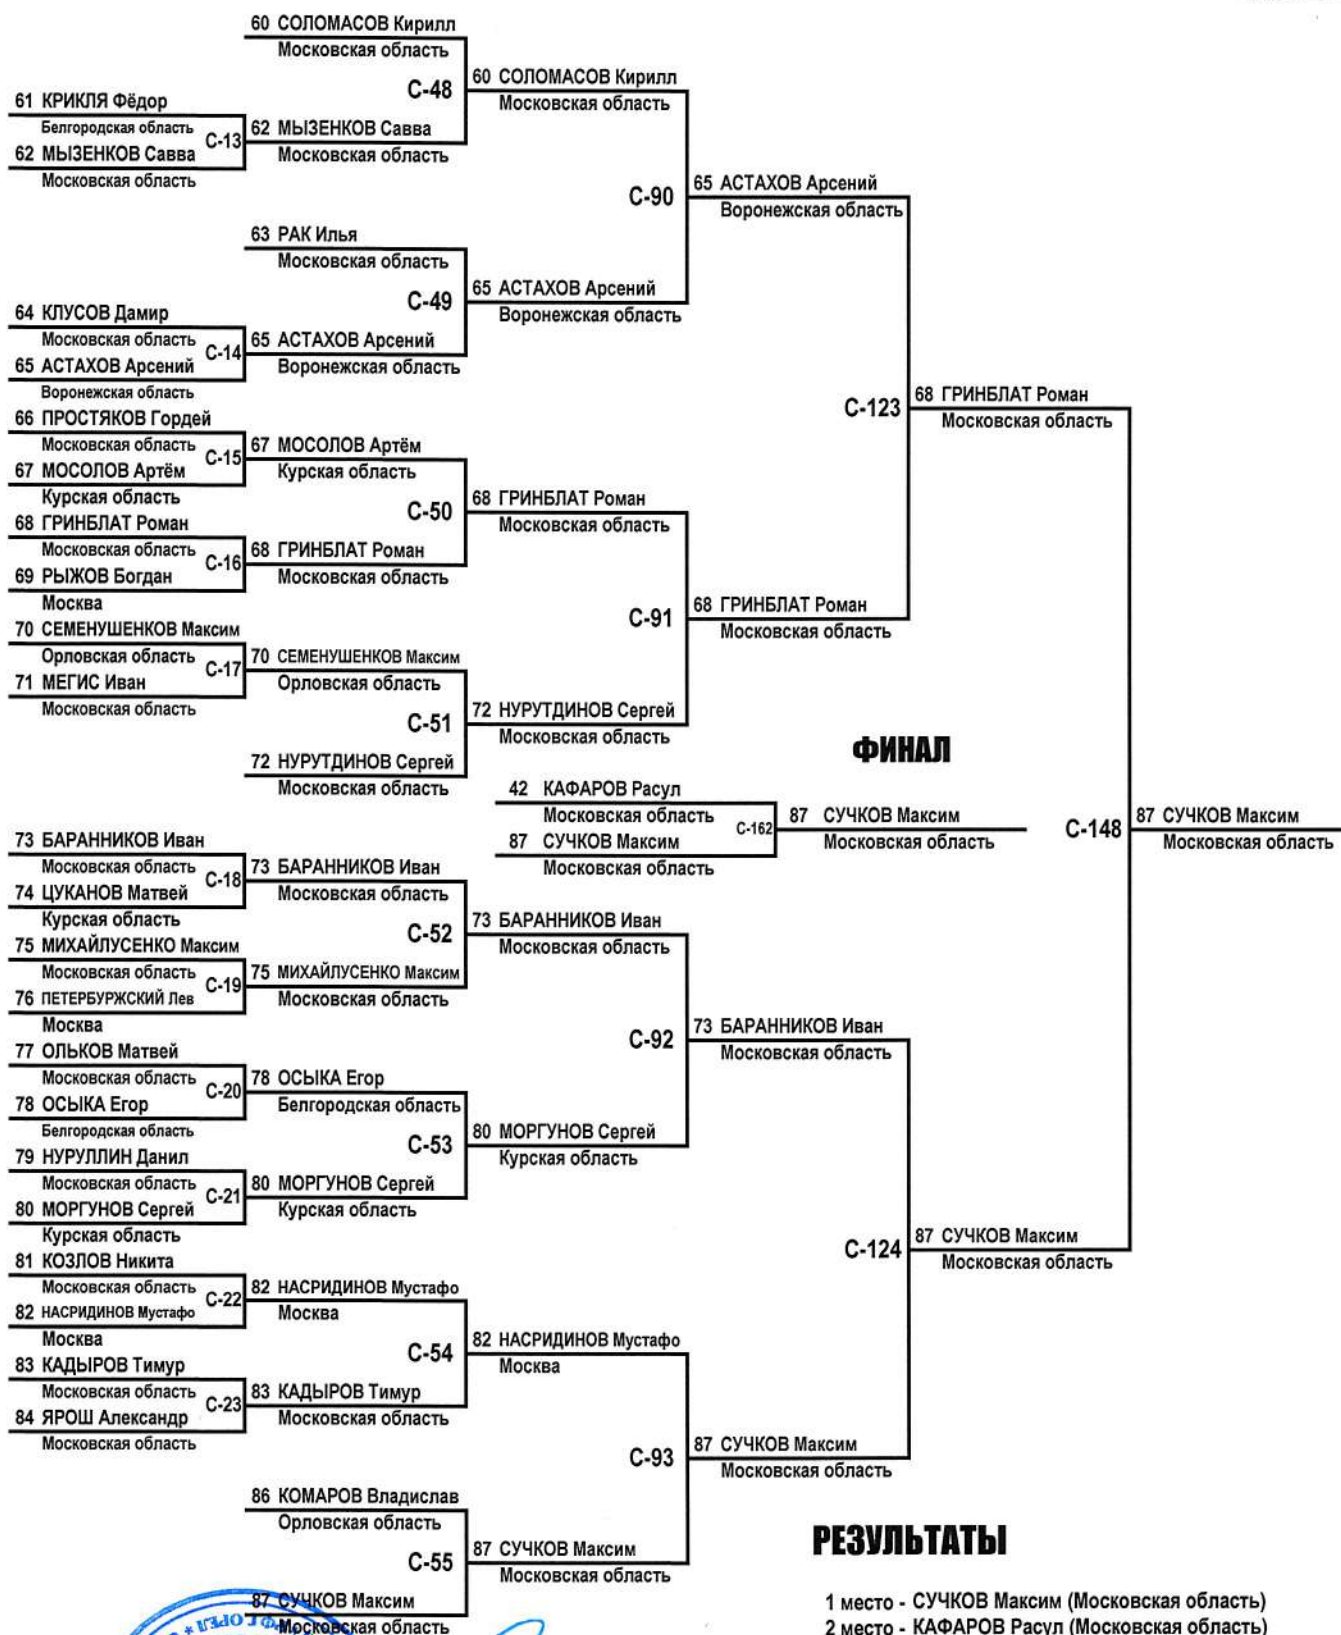 60 СОЛОМАСОВ Кирилл
Московская область
С-48
60 СОЛОМАСОВ Кирилл
Московская область
61 КРИКЛЯ Фёдор
Белгородская область
С-13
62 МЫЗЕНКОВ Савва
Московская область
62 МЫЗЕНКОВ Савва
Московская область
С-90
65 АСТАХОВ Арсений
Воронежская область
63 РАК Илья
Московская область
С-49
65 АСТАХОВ Арсений
Воронежская область
64 КЛУСОВ Дамир
Московская область
С-14
65 АСТАХОВ Арсений
Воронежская область
65 АСТАХОВ Арсений
Воронежская область
С-123
68 ГРИНБЛАТ Роман
Московская область
66 ПРОСТЯКОВ Гордей
Московская область
С-15
67 МОСОЛОВ Артём
Курская область
67 МОСОЛОВ Артём
Курская область
С-50
68 ГРИНБЛАТ Роман
Московская область
68 ГРИНБЛАТ Роман
Московская область
С-16
68 ГРИНБЛАТ Роман
Московская область
69 РЫЖОВ Богдан
Москва
С-91
68 ГРИНБЛАТ Роман
Московская область
70 СЕМЕНУШЕНКОВ Максим
Орловская область
С-17
70 СЕМЕНУШЕНКОВ Максим
Орловская область
71 МЕГИС Иван
Московская область
С-51
72 НУРУТДИНОВ Сергей
Московская область
72 НУРУТДИНОВ Сергей
Московская область
ФИНАЛ
42 КАФАРОВ Расул
Московская область
С-162
87 СУЧКОВ Максим
Московская область
87 СУЧКОВ Максим
Московская область
С-148
87 СУЧКОВ Максим
Московская область
73 БАРАННИКОВ Иван
Московская область
С-18
73 БАРАННИКОВ Иван
Московская область
74 ЦУКАНОВ Матвей
Курская область
С-52
73 БАРАННИКОВ Иван
Московская область
75 МИХАЙЛУСЕНКО Максим
Московская область
С-19
75 МИХАЙЛУСЕНКО Максим
Московская область
76 ПЕТЕРБУРЖСКИЙ Лев
Москва
С-92
73 БАРАННИКОВ Иван
Московская область
77 ОЛЬКОВ Матвей
Московская область
С-20
78 ОСЫКА Егор
Белгородская область
78 ОСЫКА Егор
Белгородская область
С-53
80 МОРГУНОВ Сергей
Курская область
79 НУРУЛЛИН Данил
Московская область
С-21
80 МОРГУНОВ Сергей
Курская область
80 МОРГУНОВ Сергей
Курская область
С-124
87 СУЧКОВ Максим
Московская область
81 КОЗЛОВ Никита
Московская область
С-22
82 НАСРИДИНОВ Мустафо
Москва
82 НАСРИДИНОВ Мустафо
Москва
С-54
82 НАСРИДИНОВ Мустафо
Москва
83 КАДЫРОВ Тимур
Московская область
С-23
83 КАДЫРОВ Тимур
Московская область
84 ЯРОШ Александр
Московская область
С-93
87 СУЧКОВ Максим
Московская область
86 КОМАРОВ Владислав
Орловская область
С-55
87 СУЧКОВ Максим
Московская область
87 СУЧКОВ Максим
Московская область
РЕЗУЛЬТАТЫ
1 место - СУЧКОВ Максим (Московская область)
2 место - КАФАРОВ Расул (Московская область)